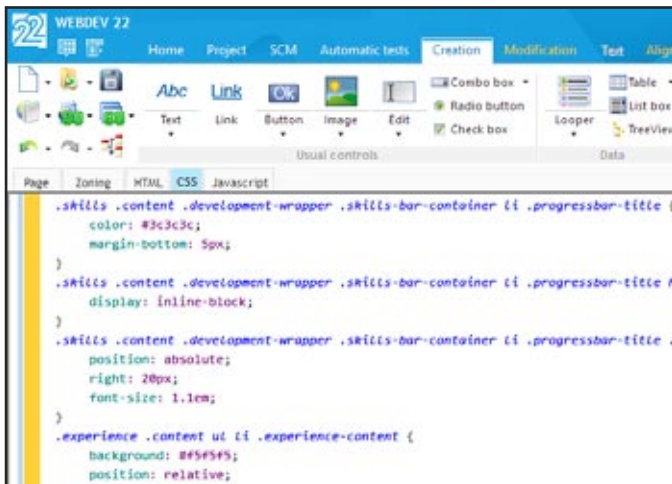 22 WEBDEV 22
Home Project SCM Automatic tests Creation Modification Text Align
Abc Link Ok
Combo box Table
Radio button List box
Text Link Button Image Edit Check box Looper TreeView
Usual controls Data
Page Zoning HTML CSS Javascript
.skills .content .development-wrapper .skills-bar-container li .progressbar-title {
color: #3c3c3c;
margin-bottom: 5px;
}
.skills .content .development-wrapper .skills-bar-container li .progressbar-title
display: inline-block;
}
.skills .content .development-wrapper .skills-bar-container li .progressbar-title .
position: absolute;
right: 20px;
font-size: 1.1em;
}
.experience .content ul li .experience-content {
background: #f5f5f5;
position: relative;